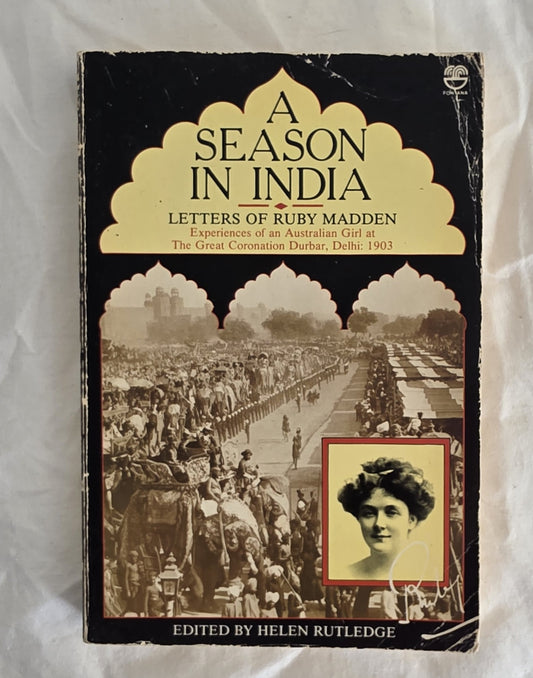 FONTANA
A
SEASON
IN INDIA
LETTERS OF RUBY MADDEN
Experiences of an Australian Girl at
The Great Coronation Durbar, Delhi: 1903
Ruby
EDITED BY HELEN RUTLEDGE